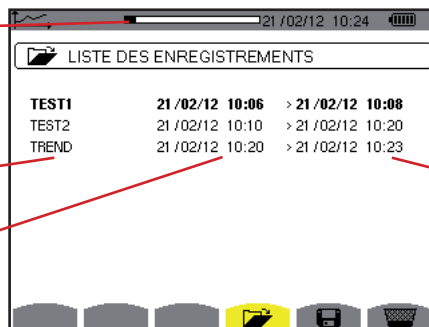 21/02/12 10:24
LISTE DES ENREGISTREMENTS
TEST1 21/02/12 10:06 > 21/02/12 10:08
TEST2 21/02/12 10:10 > 21/02/12 10:20
TREND 21/02/12 10:20 > 21/02/12 10:23